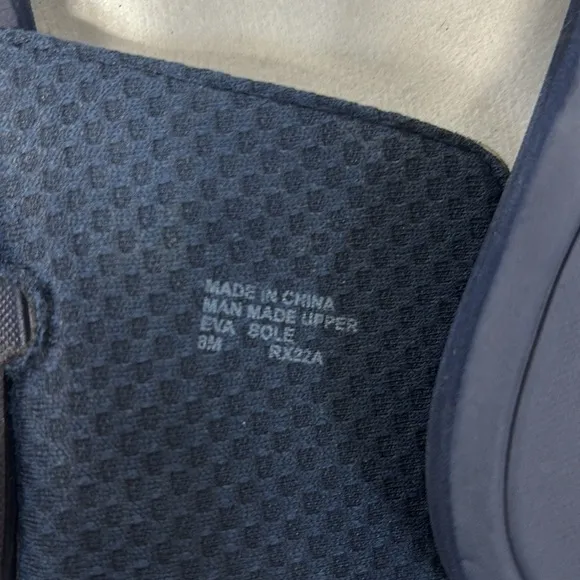 MADE IN CHINA
MAN MADE UPPER
EVA SOLE
8M RX22A